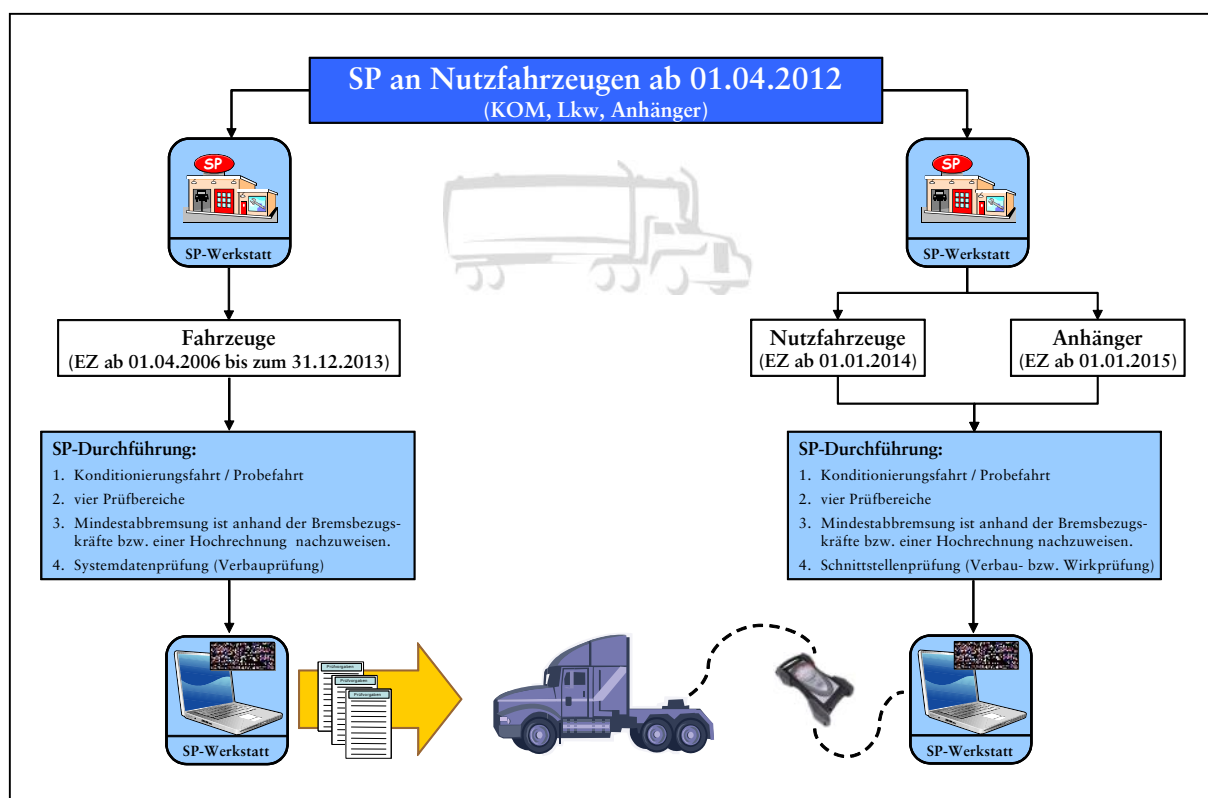 SP an Nutzfahrzeugen ab 01.04.2012
(KOM, Lkw, Anhänger)
SP
SP-Werkstatt
SP
SP-Werkstatt
Fahrzeuge
(EZ ab 01.04.2006 bis zum 31.12.2013)
Nutzfahrzeuge
(EZ ab 01.01.2014)
Anhänger
(EZ ab 01.01.2015)
SP-Durchführung:
1. Konditionierungsfahrt / Probefahrt
2. vier Prüfbereiche
3. Mindestabbremsung ist anhand der Bremsbezugs-
kräfte bzw. einer Hochrechnung nachzuweisen.
4. Systemdatenprüfung (Verbauprüfung)
SP-Durchführung:
1. Konditionierungsfahrt / Probefahrt
2. vier Prüfbereiche
3. Mindestabbremsung ist anhand der Bremsbezugs-
kräfte bzw. einer Hochrechnung nachzuweisen.
4. Schnittstellenprüfung (Verbau- bzw. Wirkprüfung)
SP-Werkstatt
Prüfvorgaben
Prüfvorgaben
Prüfvorgaben
SP-Werkstatt